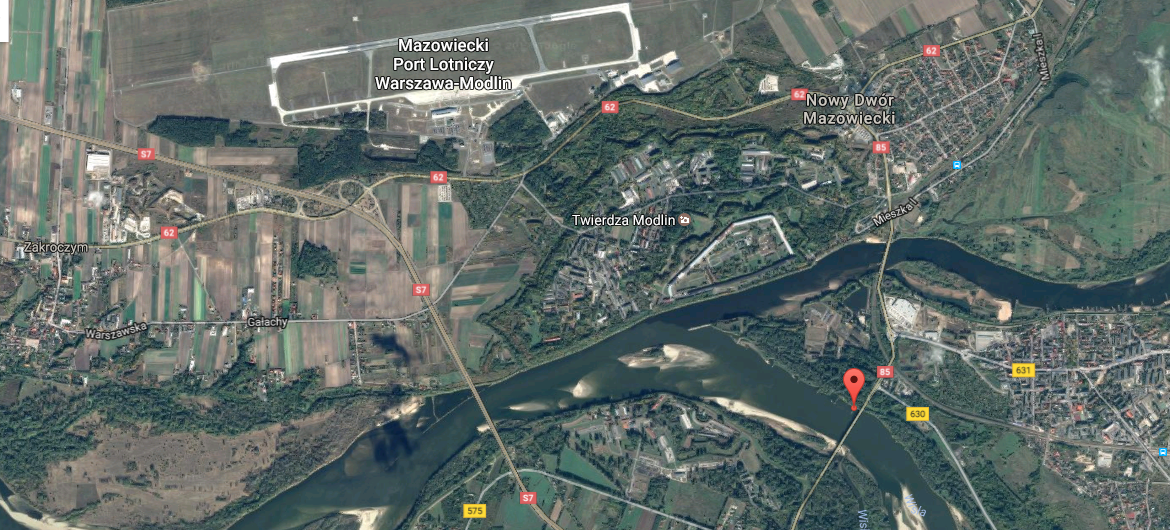 Mazowiecki
Port Lotniczy
Warszawa-Modlin
62
Mieszka I
62
62
Nowy Dwór
Mazowiecki
85
S7
62
Mieszka I
Twierdza Modlin
62
Zakroczym
S7
Warszawska
Gałachy
85
631
630
S7
575